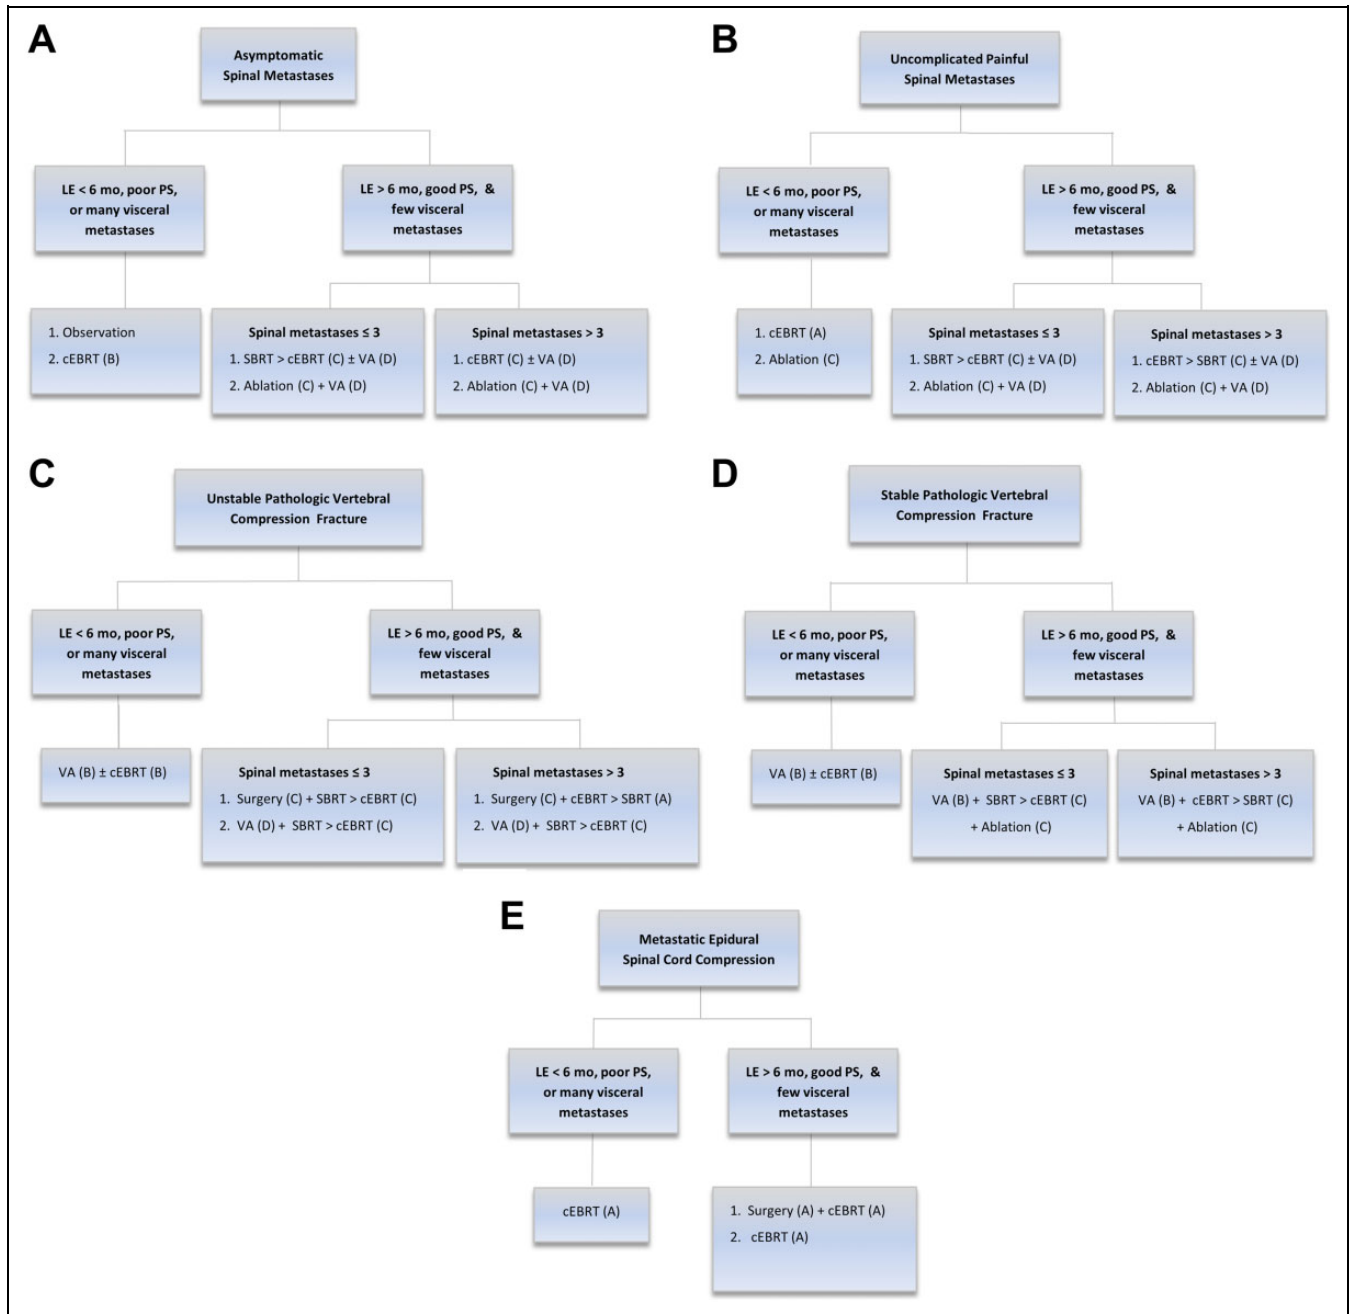 A
Asymptomatic
Spinal Metastases
LE < 6 mo, poor PS,
or many visceral
metastases
LE > 6 mo, good PS, &
few visceral
metastases
1. Observation
2. cEBRT (B)
Spinal metastases ≤ 3
1. SBRT > cEBRT (C) ± VA (D)
2. Ablation (C) + VA (D)
Spinal metastases > 3
1. cEBRT (C) ± VA (D)
2. Ablation (C) + VA (D)
B
Uncomplicated Painful
Spinal Metastases
LE < 6 mo, poor PS,
or many visceral
metastases
LE > 6 mo, good PS, &
few visceral
metastases
1. cEBRT (A)
2. Ablation (C)
Spinal metastases ≤ 3
1. SBRT > cEBRT (C) ± VA (D)
2. Ablation (C) + VA (D)
Spinal metastases > 3
1. cEBRT > SBRT (C) ± VA (D)
2. Ablation (C) + VA (D)
C
Unstable Pathologic Vertebral
Compression Fracture
LE < 6 mo, poor PS,
or many visceral
metastases
LE > 6 mo, good PS, &
few visceral
metastases
VA (B) ± cEBRT (B)
Spinal metastases ≤ 3
1. Surgery (C) + SBRT > cEBRT (C)
2. VA (D) + SBRT > cEBRT (C)
Spinal metastases > 3
1. Surgery (C) + cEBRT > SBRT (A)
2. VA (D) + SBRT > cEBRT (C)
D
Stable Pathologic Vertebral
Compression Fracture
LE < 6 mo, poor PS,
or many visceral
metastases
LE > 6 mo, good PS, &
few visceral
metastases
VA (B) ± cEBRT (B)
Spinal metastases ≤ 3
VA (B) + SBRT > cEBRT (C)
+ Ablation (C)
Spinal metastases > 3
VA (B) + cEBRT > SBRT (C)
+ Ablation (C)
E
Metastatic Epidural
Spinal Cord Compression
LE < 6 mo, poor PS,
or many visceral
metastases
LE > 6 mo, good PS, &
few visceral
metastases
cEBRT (A)
1. Surgery (A) + cEBRT (A)
2. cEBRT (A)